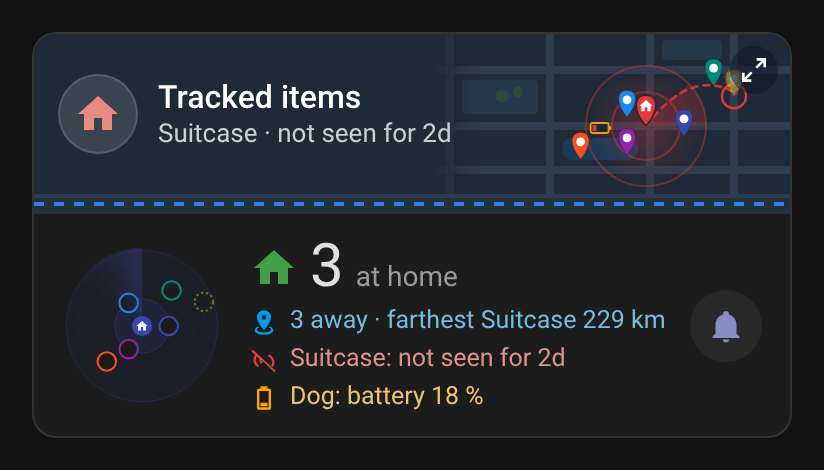 Tracked items
Suitcase · not seen for 2d
3 at home
3 away · farthest Suitcase 229 km
Suitcase: not seen for 2d
Dog: battery 18 %